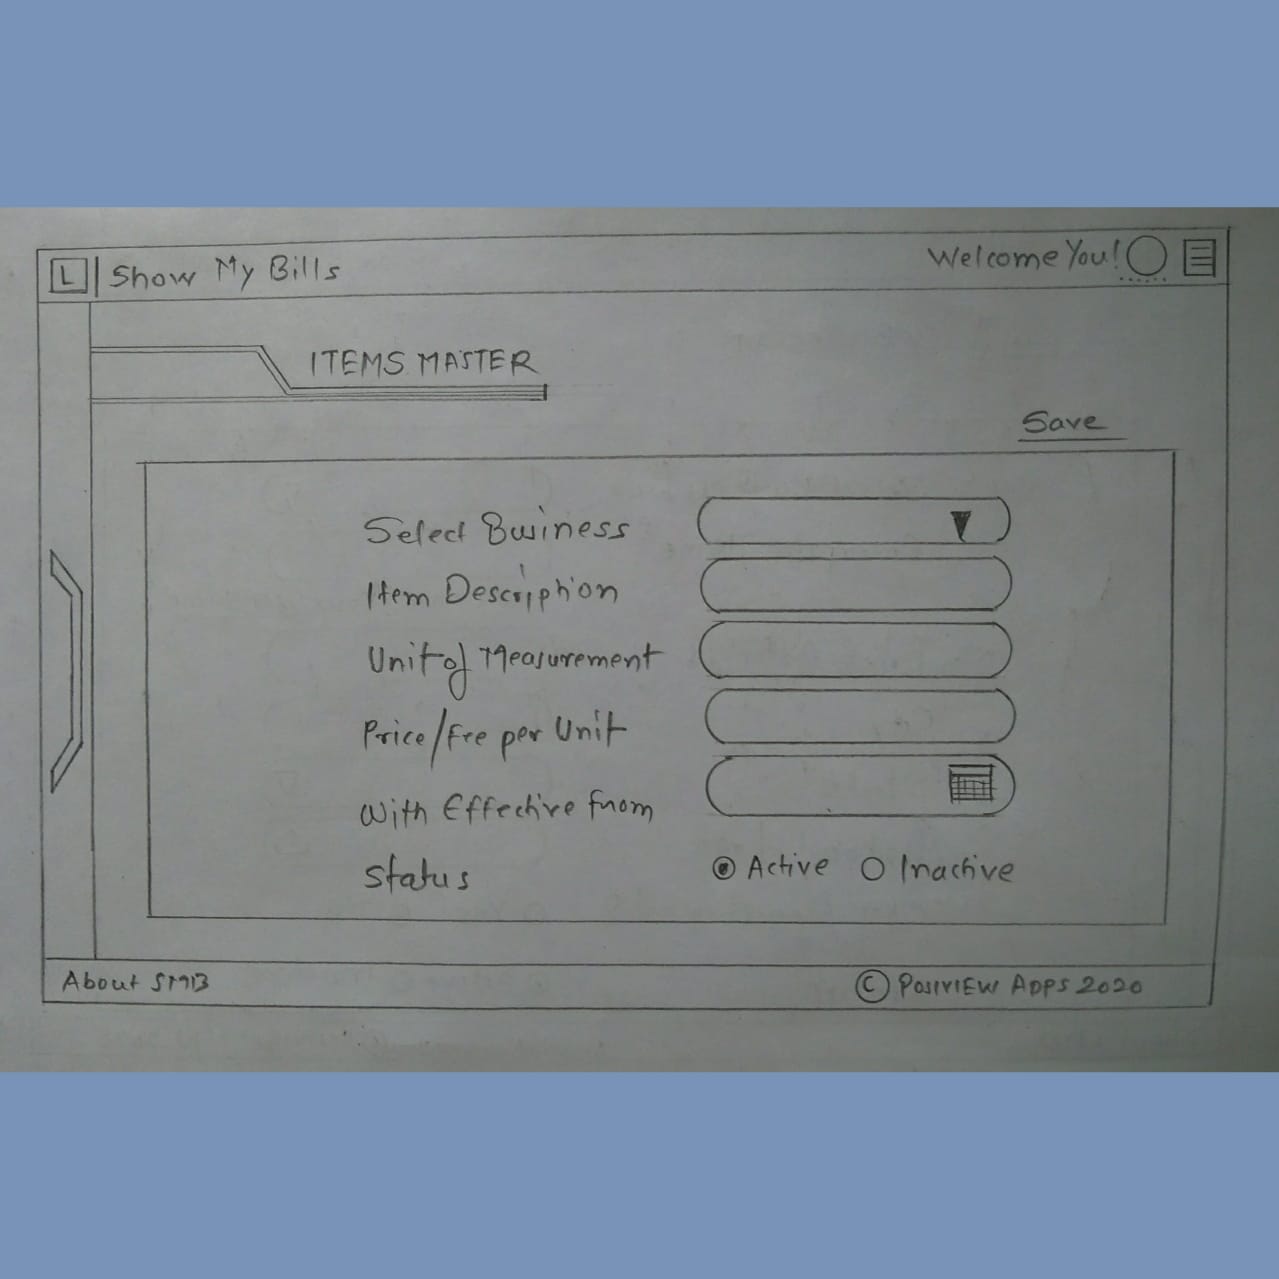 L Show My Bills
Welcome You!
ITEMS MASTER
Save
Select Business
Item Description
Unit of Measurement
Price/Fee per Unit
With Effective from
Status Active Inactive
About SMB
© POSIVIEW APPS 2020